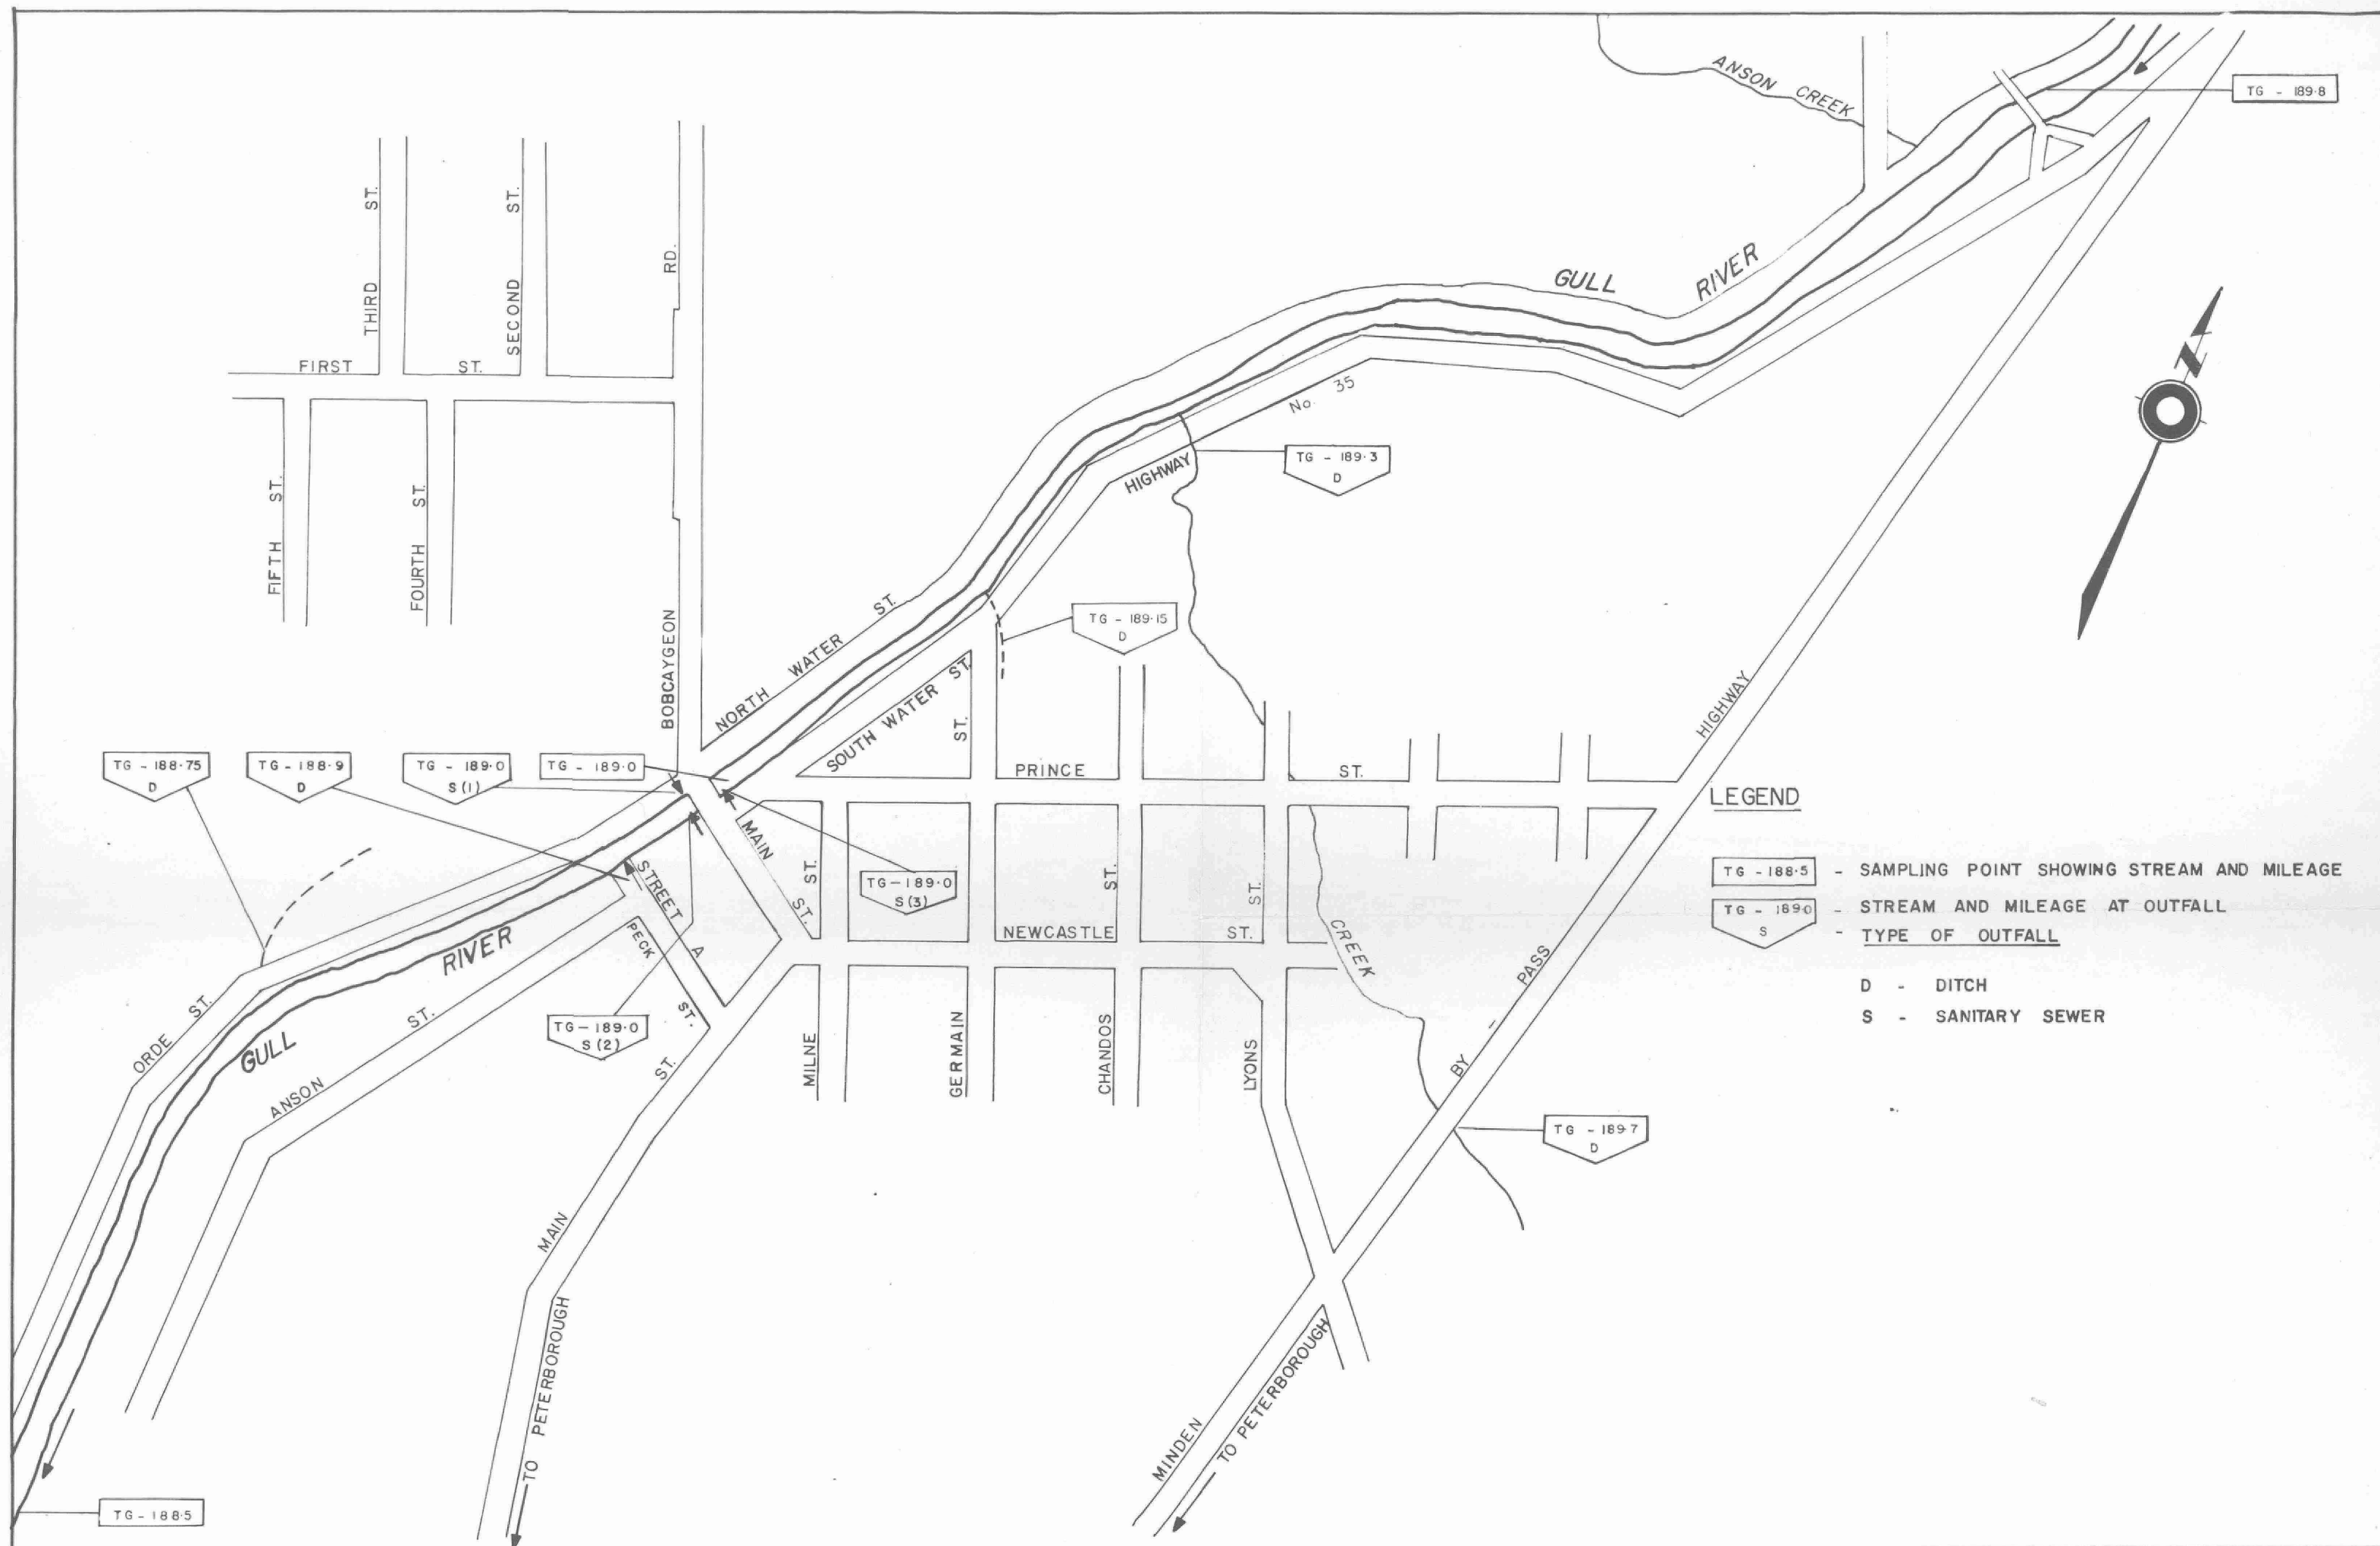 ANSON CREEK
TG - 189.8
THIRD ST.
SECOND ST.
RD.
GULL RIVER
N
FIRST ST.
No. 35
HIGHWAY
TG - 189.3
D
FIFTH ST.
FOURTH ST.
BOBCAYGEON
NORTH WATER ST.
TG - 189.15
D
SOUTH WATER ST.
ST.
HIGHWAY
TG - 188.75
D
TG - 188.9
D
TG - 189.0
S (1)
TG - 189.0
PRINCE ST.
MAIN ST.
ST.
ST.
ST.
STREET A
TG - 189.0
S (3)
PECK ST.
NEWCASTLE ST.
CREEK
RIVER
GULL
ORDE ST.
ANSON ST.
TG - 189.0
S (2)
ST.
MILNE
GERMAIN
CHANDOS
LYONS
BY - PASS
TG - 189.7
D
MAIN
TO PETERBOROUGH
MINDEN
TO PETERBOROUGH
TG - 188.5
LEGEND
TG - 188.5 - SAMPLING POINT SHOWING STREAM AND MILEAGE
TG - 189.0 - STREAM AND MILEAGE AT OUTFALL
S - TYPE OF OUTFALL
D - DITCH
S - SANITARY SEWER